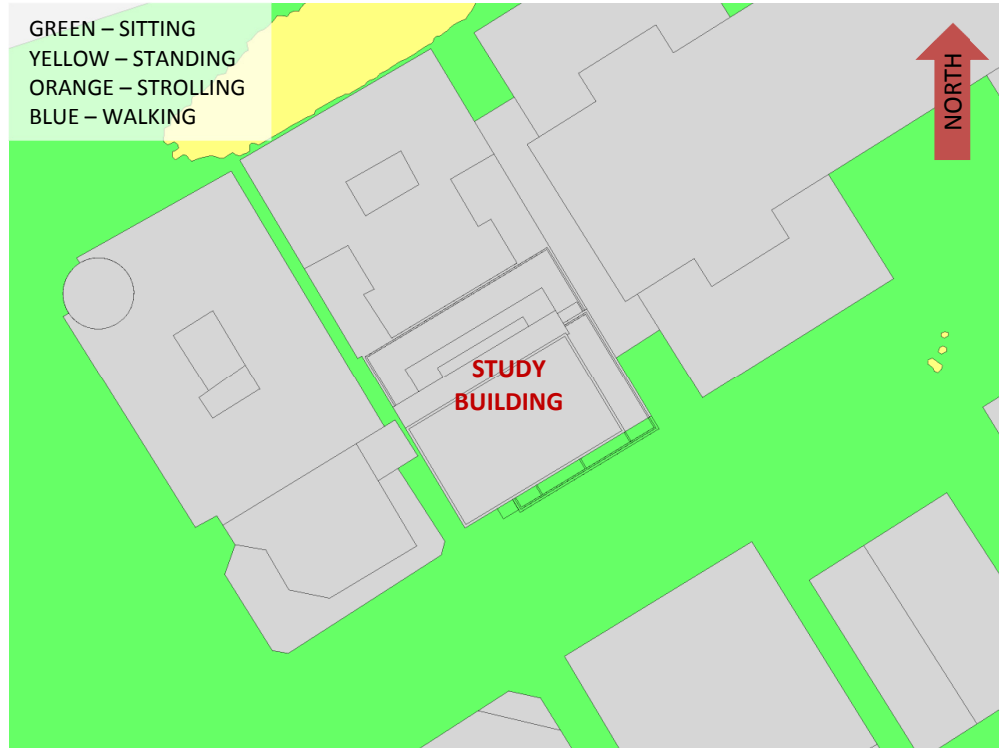 GREEN – SITTING
YELLOW – STANDING
ORANGE – STROLLING
BLUE – WALKING
NORTH
STUDY
BUILDING